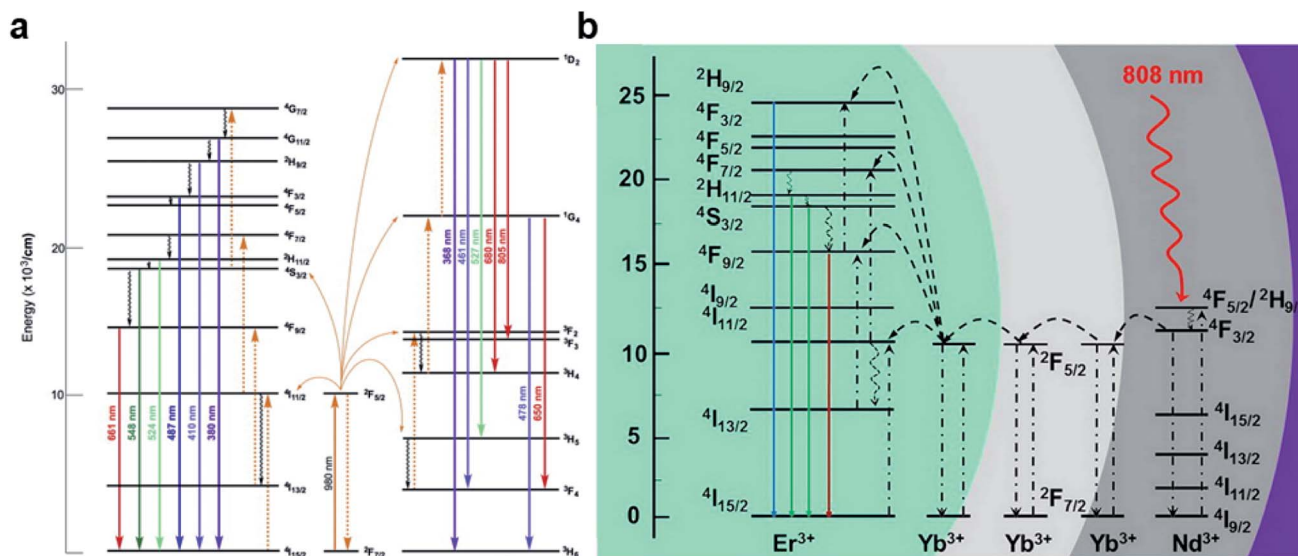 a
b
30
20
10
Energy (x 10³/cm)
⁴G₇/₂
⁴G₁₁/₂
²H₉/₂
⁴F₃/₂
⁴F₅/₂
⁴F₇/₂
²H₁₁/₂
⁴S₃/₂
⁴F₉/₂
⁴I₁₁/₂
⁴I₁₃/₂
⁴I₁₅/₂
661 nm
548 nm
524 nm
487 nm
410 nm
380 nm
980 nm
²F₅/₂
²F₇/₂
¹D₂
¹G₄
³F₂
³F₃
³H₄
³H₅
³F₄
³H₆
368 nm
461 nm
527 nm
680 nm
805 nm
478 nm
650 nm
25
20
15
10
5
0
²H₉/₂
⁴F₃/₂
⁴F₅/₂
⁴F₇/₂
²H₁₁/₂
⁴S₃/₂
⁴F₉/₂
⁴I₉/₂
⁴I₁₁/₂
⁴I₁₃/₂
⁴I₁₅/₂
808 nm
²F₅/₂
²F₇/₂
⁴F₅/₂/ ²H₉/
⁴F₃/₂
⁴I₁₅/₂
⁴I₁₃/₂
⁴I₁₁/₂
⁴I₉/₂
Er³⁺
Yb³⁺
Yb³⁺
Yb³⁺
Nd³⁺